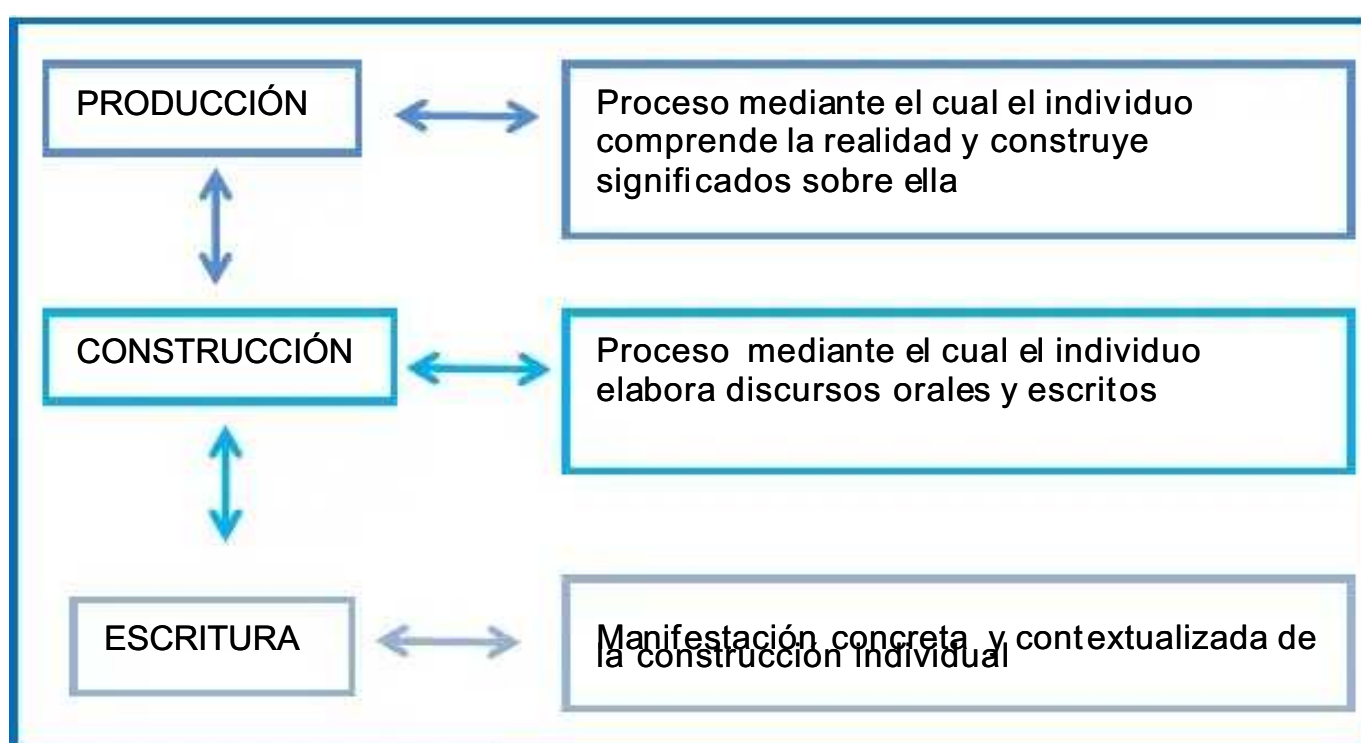 PRODUCCIÓN
Proceso mediante el cual el individuo
comprende la realidad y construye
significados sobre ella
CONSTRUCCIÓN
Proceso mediante el cual el individuo
elabora discursos orales y escritos
ESCRITURA
Manifestación concreta y contextualizada de
la construcción individual